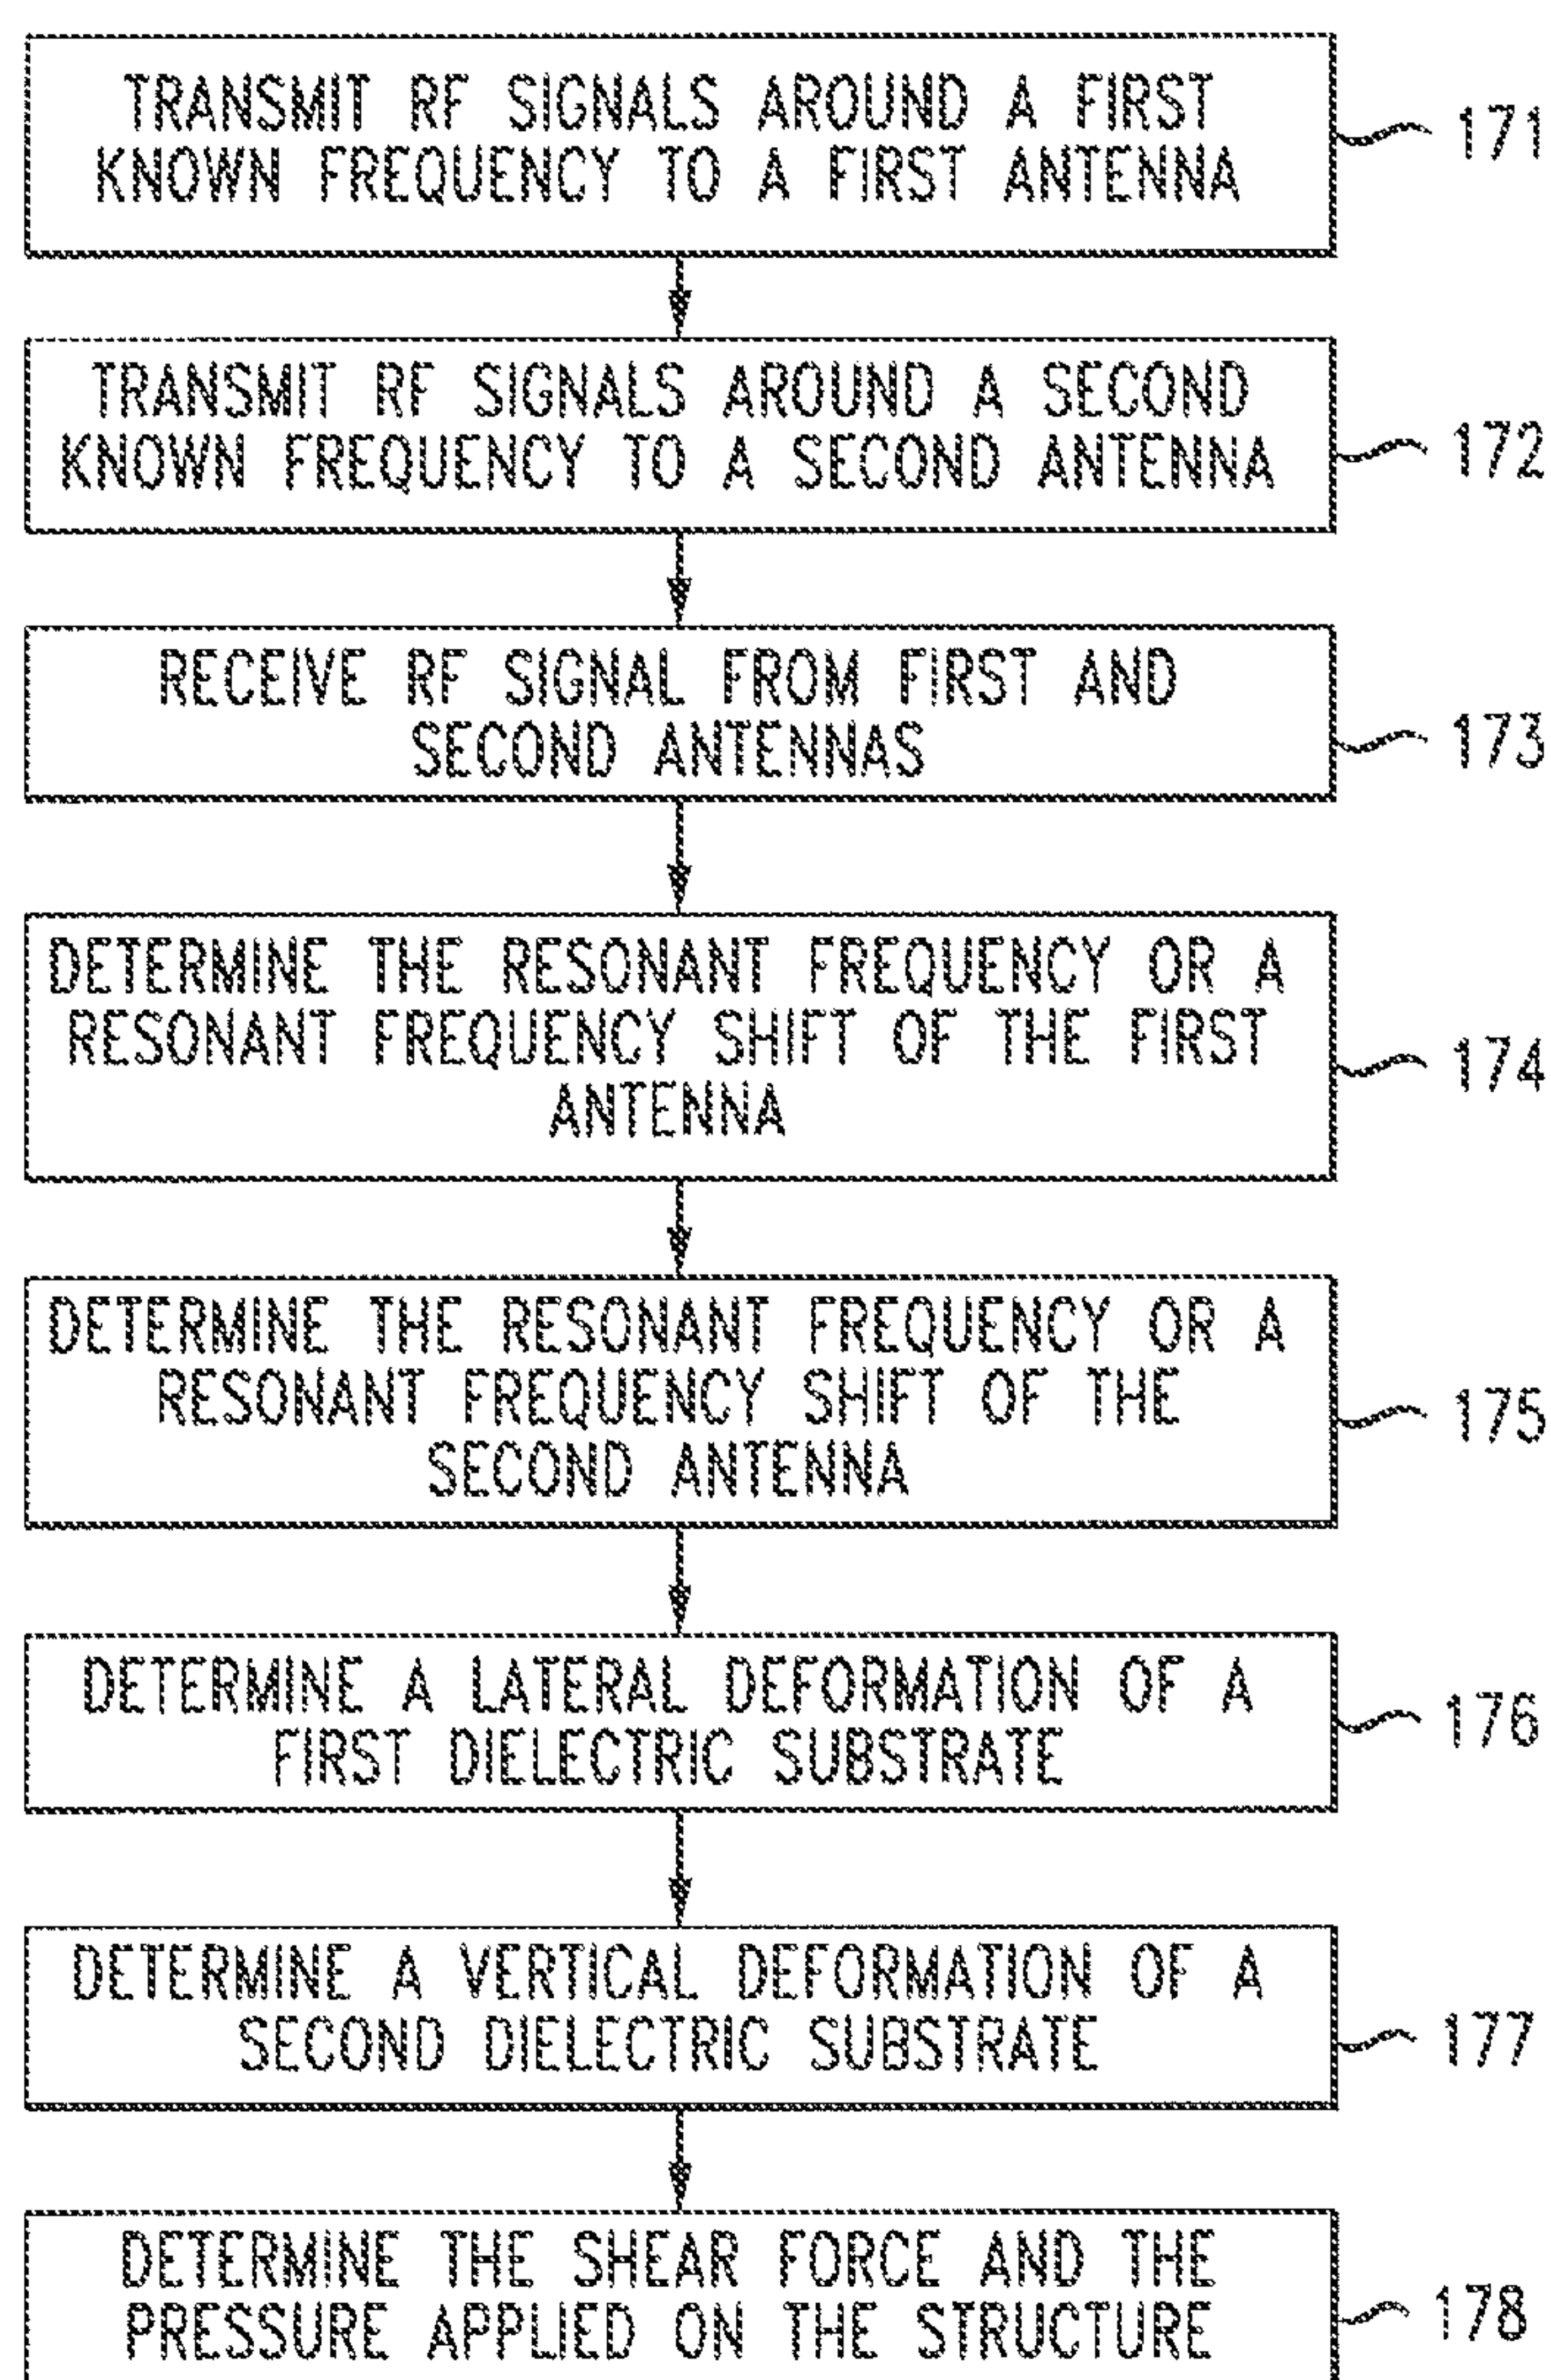 TRANSMIT RF SIGNALS AROUND A FIRST
KNOWN FREQUENCY TO A FIRST ANTENNA
171
TRANSMIT RF SIGNALS AROUND A SECOND
KNOWN FREQUENCY TO A SECOND ANTENNA
172
RECEIVE RF SIGNAL FROM FIRST AND
SECOND ANTENNAS
173
DETERMINE THE RESONANT FREQUENCY OR A
RESONANT FREQUENCY SHIFT OF THE FIRST
ANTENNA
174
DETERMINE THE RESONANT FREQUENCY OR A
RESONANT FREQUENCY SHIFT OF THE
SECOND ANTENNA
175
DETERMINE A LATERAL DEFORMATION OF A
FIRST DIELECTRIC SUBSTRATE
176
DETERMINE A VERTICAL DEFORMATION OF A
SECOND DIELECTRIC SUBSTRATE
177
DETERMINE THE SHEAR FORCE AND THE
PRESSURE APPLIED ON THE STRUCTURE
178